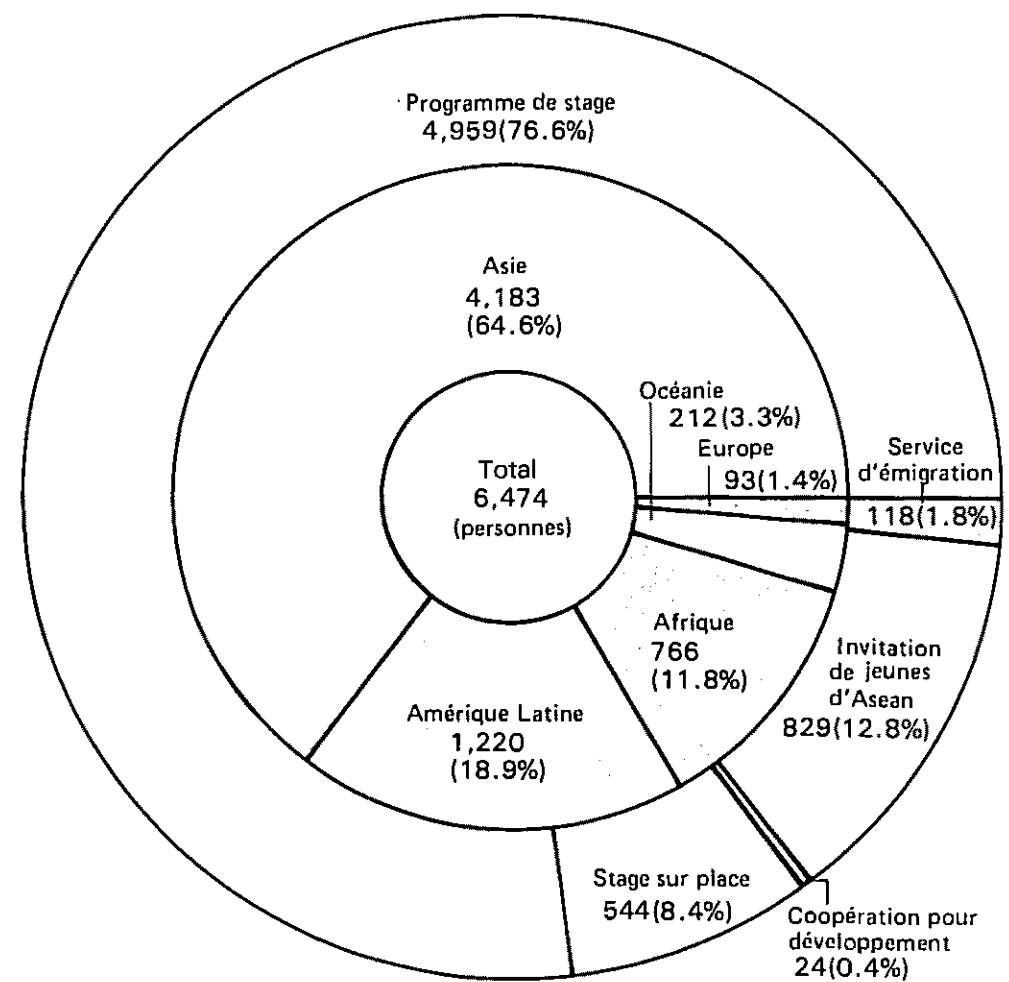 Programme de stage
4,959(76.6%)
Asie
4,183
(64.6%)
Océanie
212(3.3%)
Europe
93(1.4%)
Service
d'émigration
118(1.8%)
Total
6,474
(personnes)
Afrique
766
(11.8%)
Invitation
de jeunes
d'Asean
829(12.8%)
Amérique Latine
1,220
(18.9%)
Stage sur place
544(8.4%)
Coopération pour
développement
24(0.4%)